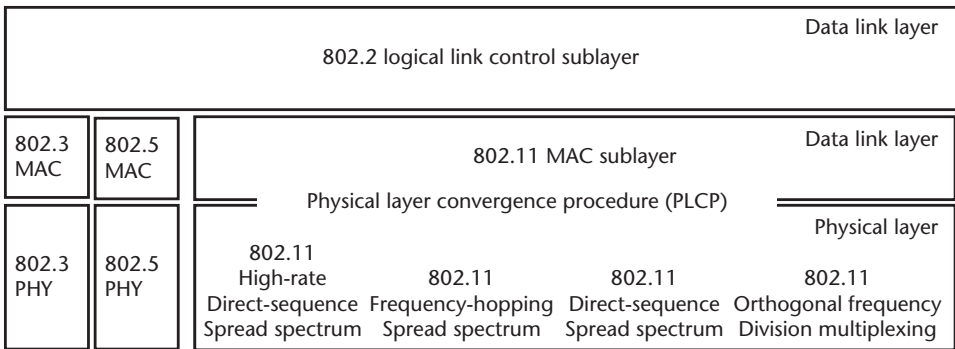 Data link layer
802.2 logical link control sublayer
802.3
MAC
802.5
MAC
Data link layer
802.11 MAC sublayer
Physical layer convergence procedure (PLCP)
Physical layer
802.3
PHY
802.5
PHY
802.11
High-rate
Direct-sequence
Spread spectrum
802.11
Frequency-hopping
Spread spectrum
802.11
Direct-sequence
Spread spectrum
802.11
Orthogonal frequency
Division multiplexing